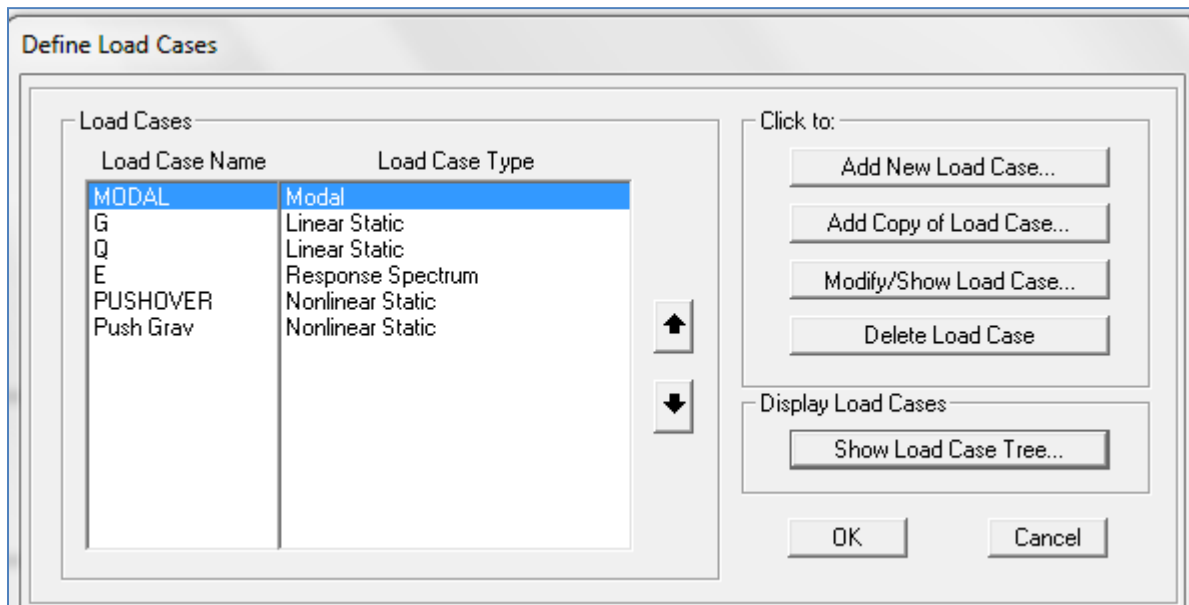 Define Load Cases
Load Cases
Load Case Name Load Case Type
MODAL Modal
G Linear Static
Q Linear Static
E Response Spectrum
PUSHOVER Nonlinear Static
Push Grav Nonlinear Static
Click to:
Add New Load Case...
Add Copy of Load Case...
Modify/Show Load Case...
Delete Load Case
Display Load Cases
Show Load Case Tree...
OK Cancel